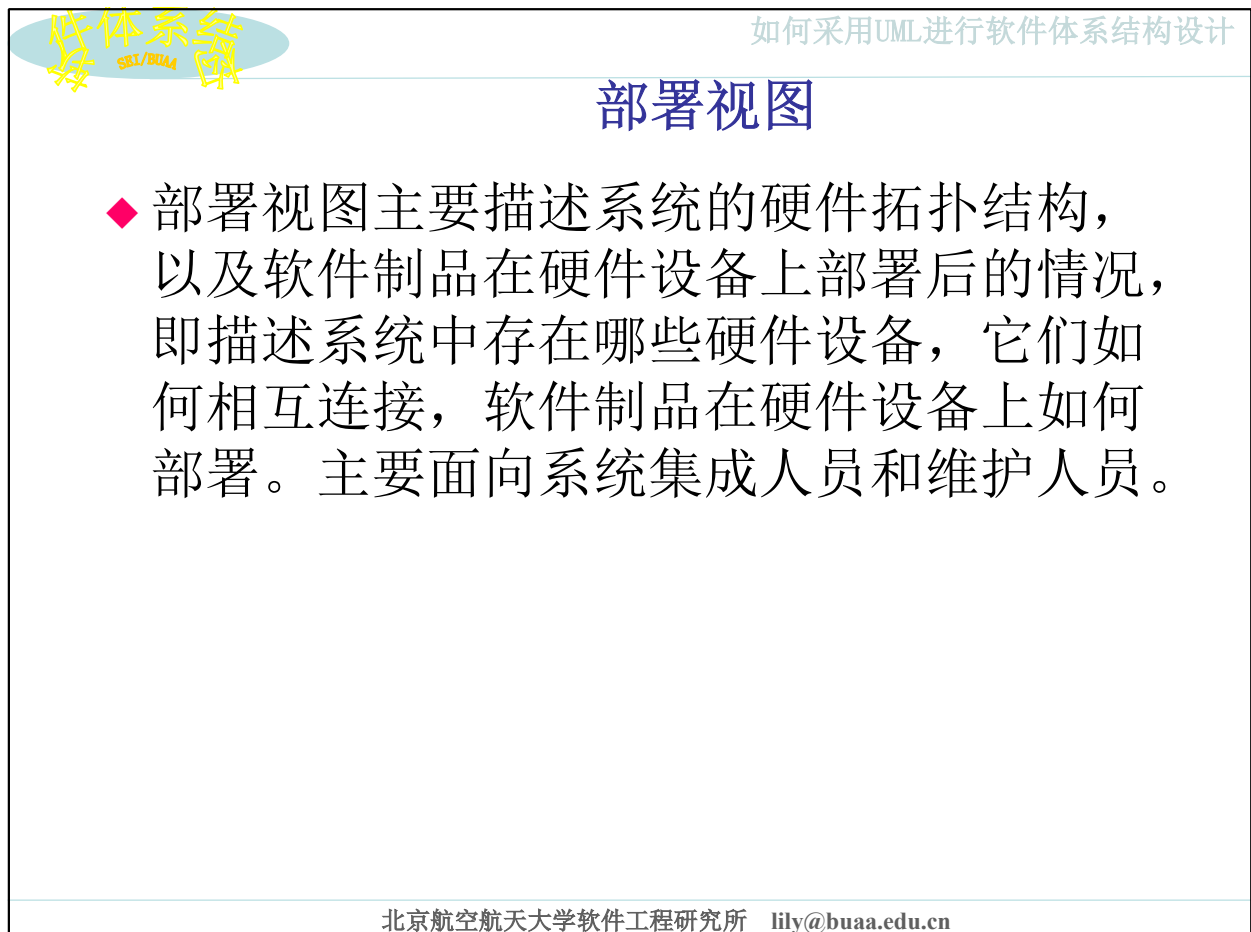 如何采用UML进行软件体系结构设计
软件体系结构
SEI/BUAA
部署视图
部署视图主要描述系统的硬件拓扑结构，
以及软件制品在硬件设备上部署后的情况，
即描述系统中存在哪些硬件设备，它们如
何相互连接，软件制品在硬件设备上如何
部署。主要面向系统集成人员和维护人员。
北京航空航天大学软件工程研究所 lily@buaa.edu.cn